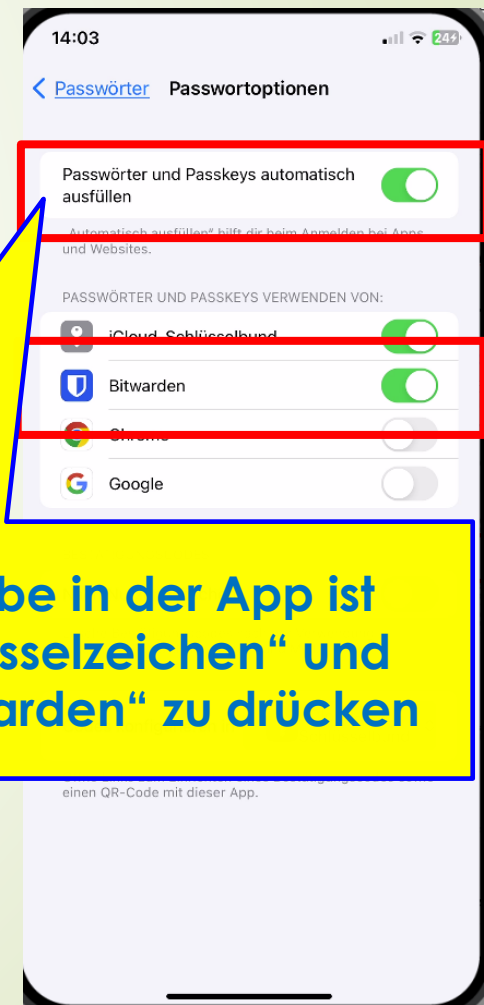 14:03
24
Passwörter Passwortoptionen
Passwörter und Passkeys automatisch
ausfüllen
„Automatisch ausfüllen“ hilft dir beim Anmelden bei Apps
und Websites.
PASSWÖRTER UND PASSKEYS VERWENDEN VON:
iCloud-Schlüsselbund
Bitwarden
Chrome
Google
be in der App ist
sselzeichen“ und
arden“ zu drücken
einen QR-Code mit dieser App.